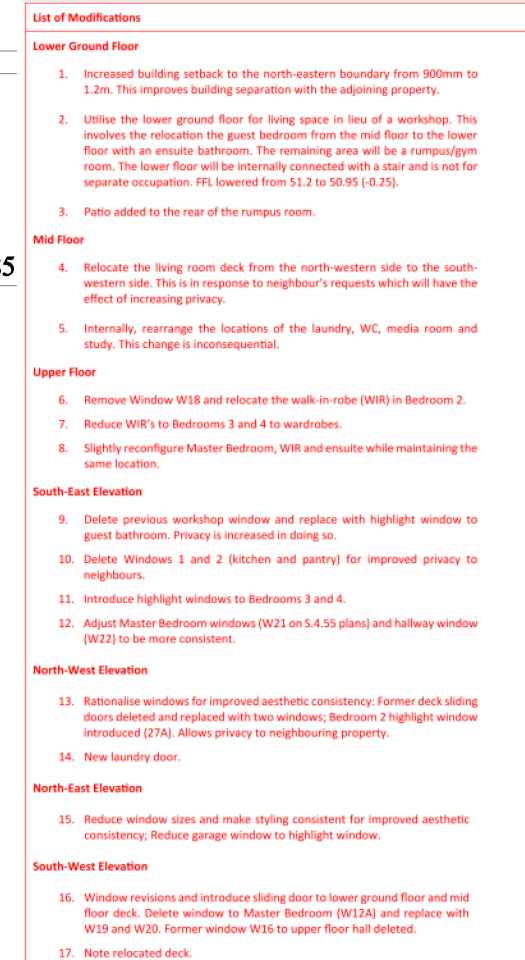 List of Modifications
Lower Ground Floor
1. Increased building setback to the north-eastern boundary from 900mm to
1.2m. This improves building separation with the adjoining property.
2. Utilise the lower ground floor for living space in lieu of a workshop. This
involves the relocation the guest bedroom from the mid floor to the lower
floor with an ensuite bathroom. The remaining area will be a rumpus/gym
room. The lower floor will be internally connected with a stair and is not for
separate occupation. FFL lowered from 51.2 to 50.95 (-0.25).
3. Patio added to the rear of the rumpus room.
Mid Floor
5
4. Relocate the living room deck from the north-western side to the south-
western side. This is in response to neighbour's requests which will have the
effect of increasing privacy.
5. Internally, rearrange the locations of the laundry, WC, media room and
study. This change is inconsequential.
Upper Floor
6. Remove Window W18 and relocate the walk-in-robe (WIR) in Bedroom 2.
7. Reduce WIR's to Bedrooms 3 and 4 to wardrobes.
8. Slightly reconfigure Master Bedroom, WIR and ensuite while maintaining the
same location.
South-East Elevation
9. Delete previous workshop window and replace with highlight window to
guest bathroom. Privacy is increased in doing so.
10. Delete Windows 1 and 2 (kitchen and pantry) for improved privacy to
neighbours.
11. Introduce highlight windows to Bedrooms 3 and 4.
12. Adjust Master Bedroom windows (W21 on S.4.55 plans) and hallway window
(W22) to be more consistent.
North-West Elevation
13. Rationalise windows for improved aesthetic consistency: Former deck sliding
doors deleted and replaced with two windows; Bedroom 2 highlight window
introduced (27A). Allows privacy to neighbouring property.
14. New laundry door.
North-East Elevation
15. Reduce window sizes and make styling consistent for improved aesthetic
consistency; Reduce garage window to highlight window.
South-West Elevation
16. Window revisions and introduce sliding door to lower ground floor and mid
floor deck. Delete window to Master Bedroom (W12A) and replace with
W19 and W20. Former window W16 to upper floor hall deleted.
17. Note relocated deck.